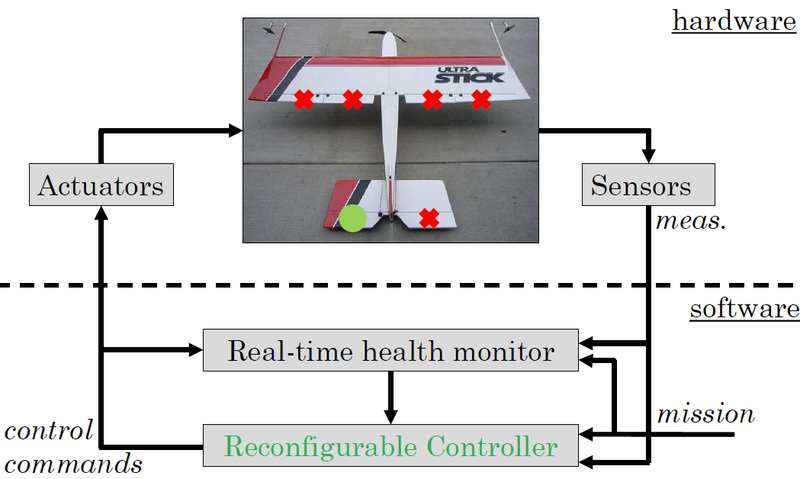 hardware
ULTRA
STICK
Actuators
Sensors
meas.
software
Real-time health monitor
mission
control
commands
Reconfigurable Controller